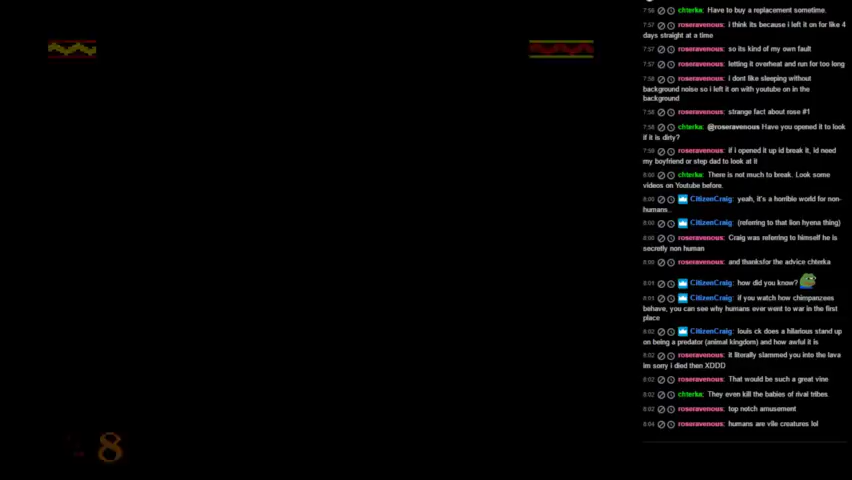 7:56 chterka: Have to buy a replacement sometime.
7:57 roseravenous: i think its because i left it on for like 4
days straight at a time
7:57 roseravenous: so its kind of my own fault
7:57 roseravenous: letting it overheat and run for too long
7:58 roseravenous: i dont like sleeping without
background noise so i left it on with youtube on in the
background
7:58 roseravenous: strange fact about rose #1
7:58 chterka: @roseravenous Have you opened it to look
if it is dirty?
7:59 roseravenous: if i opened it up id break it, id need
my boyfriend or step dad to look at it
8:00 chterka: There is not much to break. Look some
videos on Youtube before.
8:00 CitizenCraig: yeah, it's a horrible world for non-
humans..
8:00 CitizenCraig: (referring to that lion hyena thing)
8:00 roseravenous: Craig was referring to himself he is
secretly non human
8:00 roseravenous: and thanksfor the advice chterka
8:01 CitizenCraig: how did you know?
8:01 CitizenCraig: if you watch how chimpanzees
behave, you can see why humans ever went to war in the first
place
8:02 CitizenCraig: louis ck does a hilarious stand up
on being a predator (animal kingdom) and how awful it is
8:02 roseravenous: it literally slammed you into the lava
im sorry i died then XDDD
8:02 roseravenous: That would be such a great vine
8:02 chterka: They even kill the babies of rival tribes.
8:02 roseravenous: top notch amusement
8:04 roseravenous: humans are vile creatures lol
8